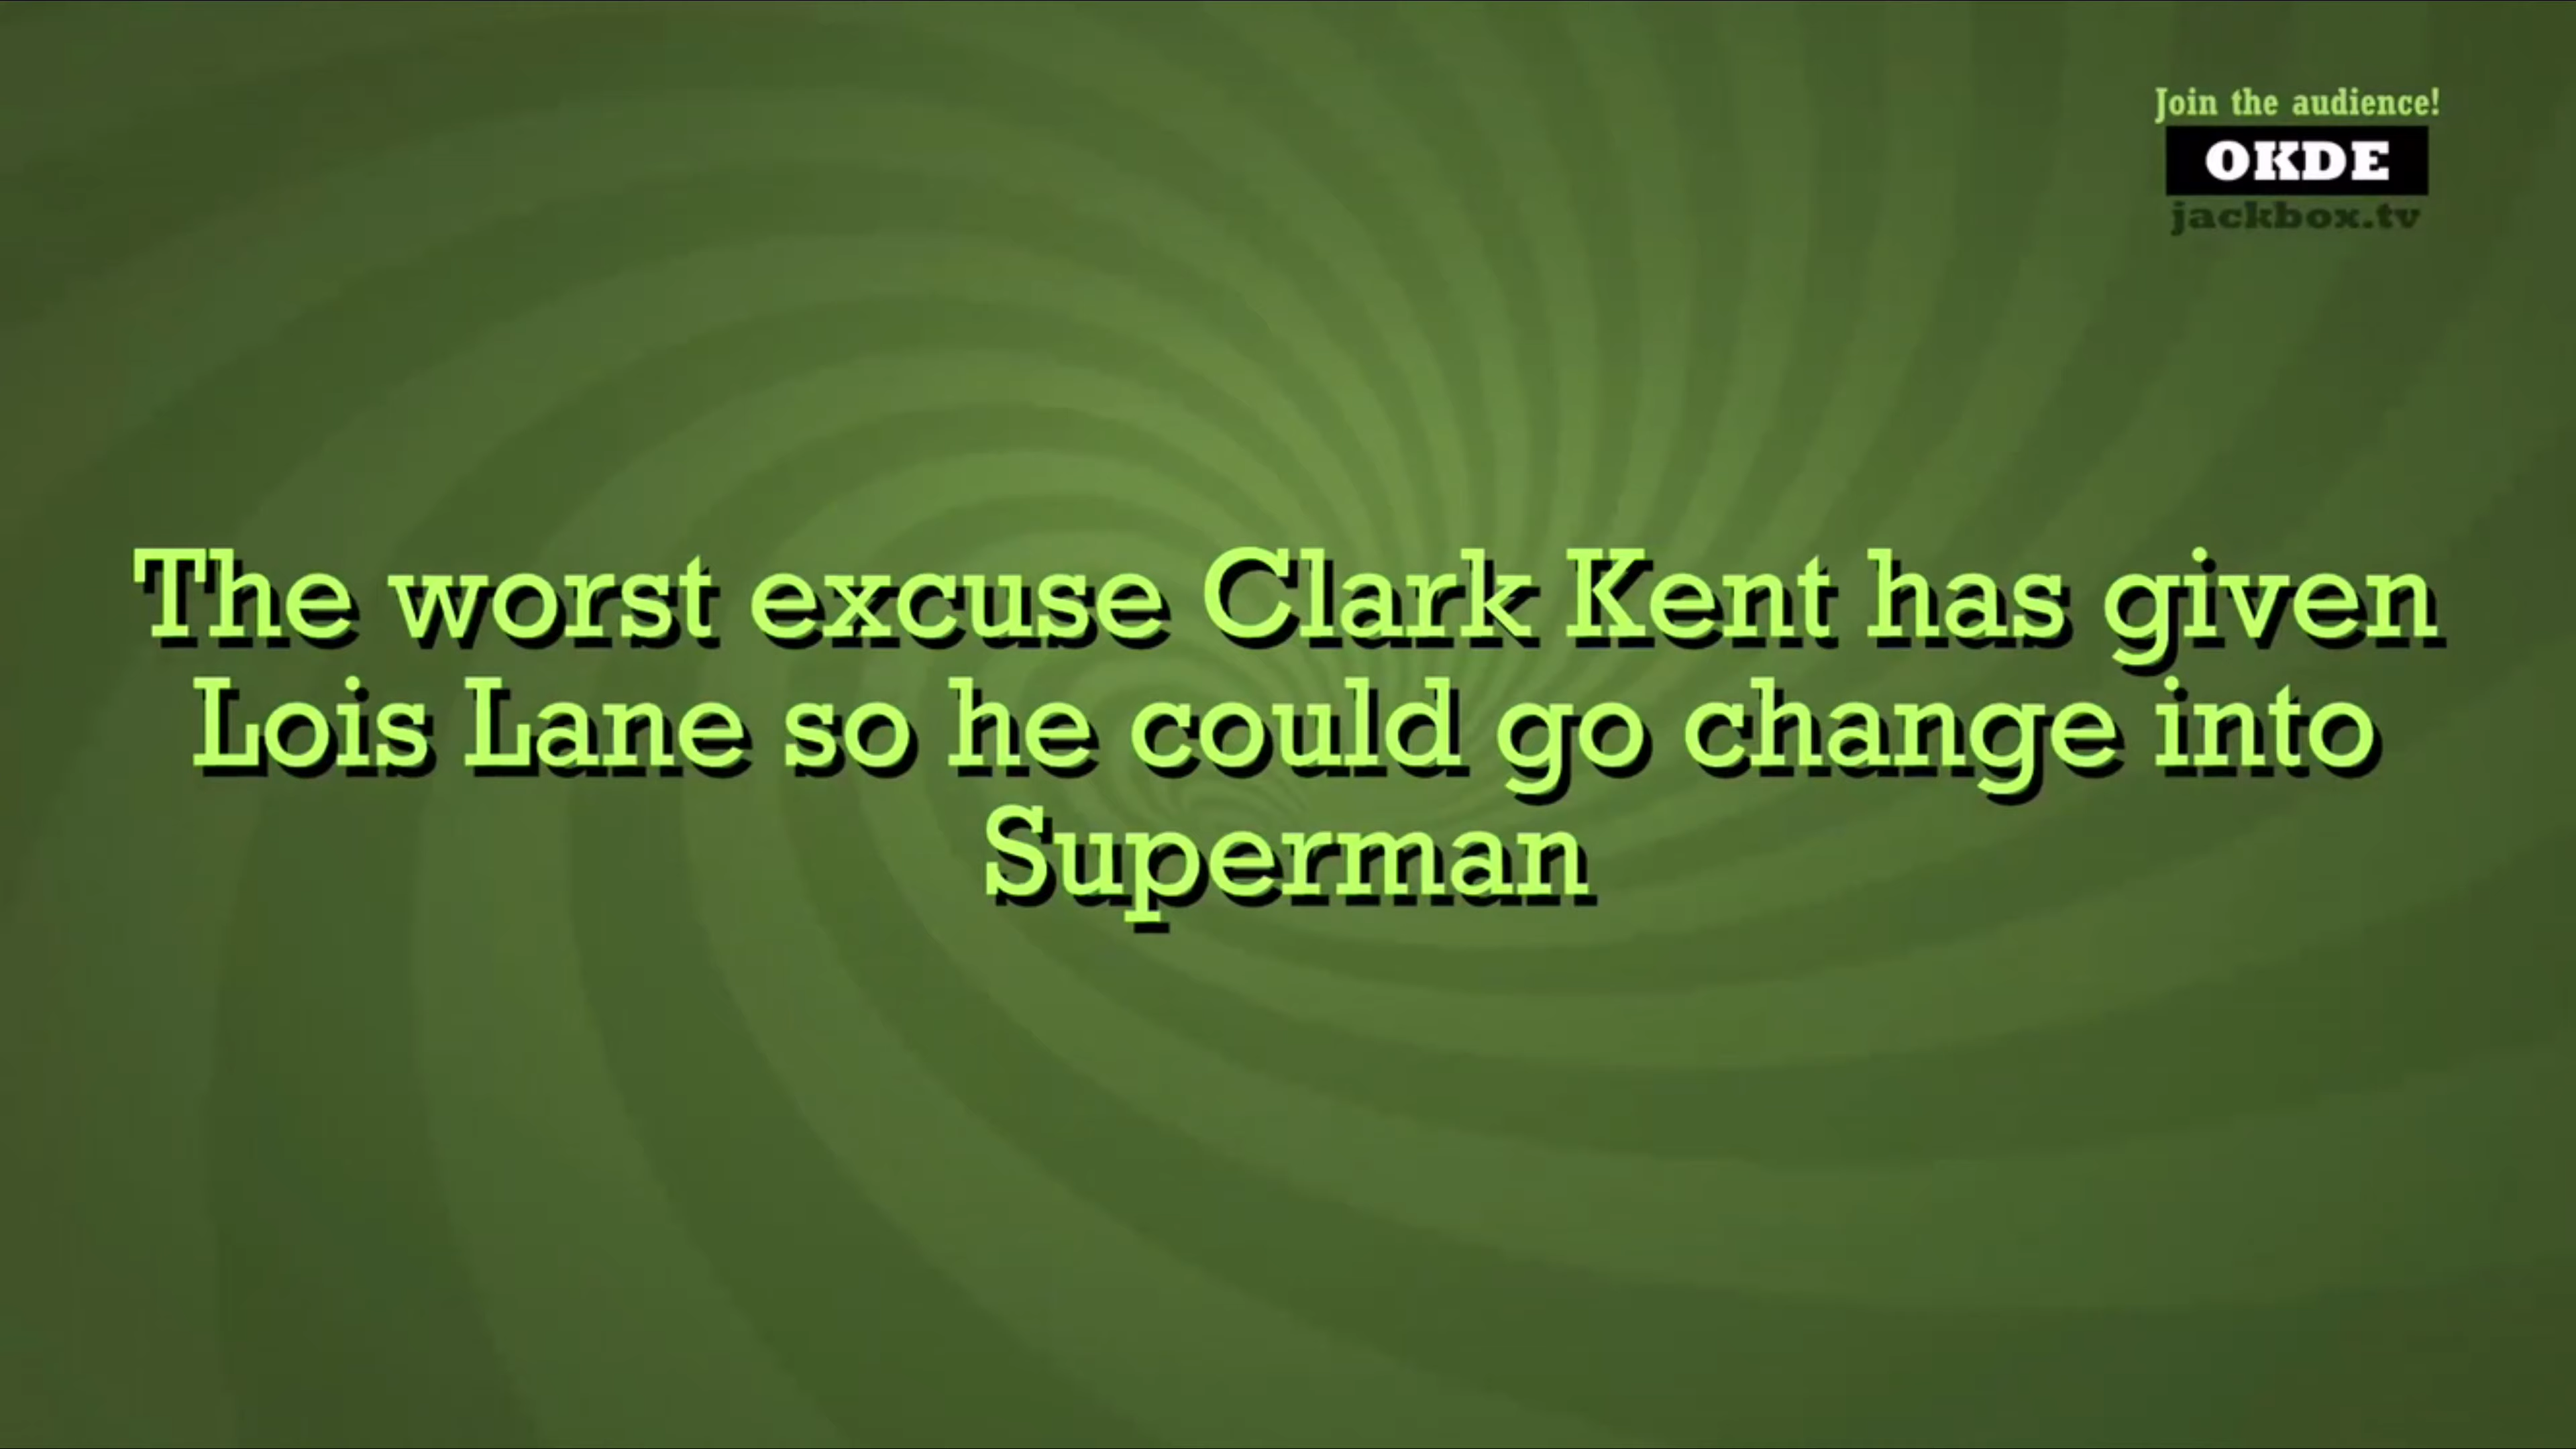 Join the audience!
OKDE
jackbox.tv
The worst excuse Clark Kent has given
Lois Lane so he could go change into
Superman